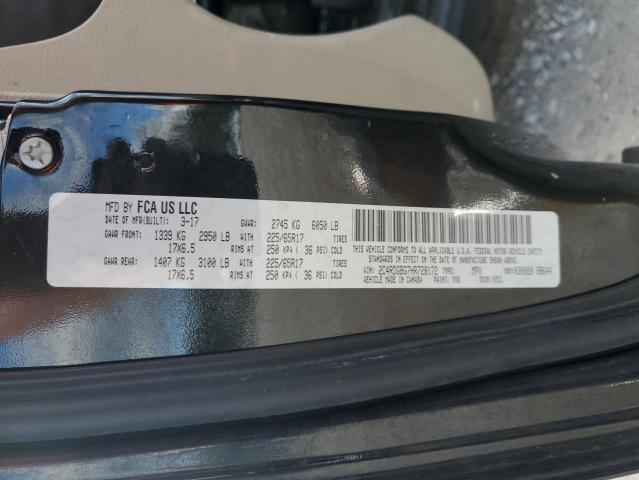 MFD BY FCA US LLC
DATE OF MFR(BUILT): 3-17 GVWR: 2745 KG 6050 LB
GAWR FRONT: 1339 KG 2950 LB WITH 225/65R17 TIRES
17X6.5 RIMS AT 250 KPA ( 36 PSI) COLD
GAWR REAR: 1407 KG 3100 LB WITH 225/65R17 TIRES
17X6.5 RIMS AT 250 KPA ( 36 PSI) COLD
THIS VEHICLE CONFORMS TO ALL APPLICABLE U.S.A. FEDERAL MOTOR VEHICLE SAFETY
STANDARDS IN EFFECT ON THE DATE OF MANUFACTURE SHOWN ABOVE.
VIN: 2C4RDGBG7HR728172 TYPE: MPV
VEHICLE MADE IN CANADA PAINT: TRIM: